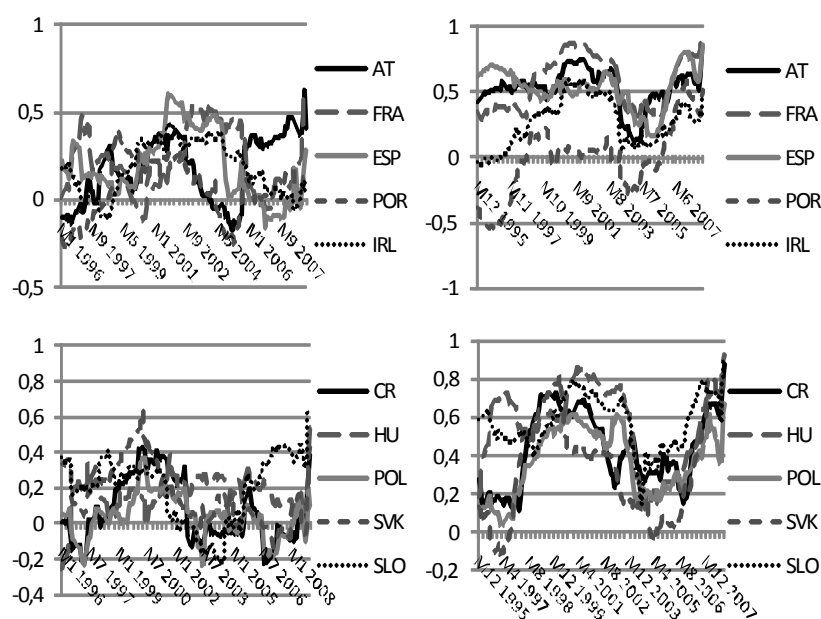 1
0,5
0
-0,5
M1 1996
M9 1997
M5 1999
M1 2001
M9 2002
M5 2004
M1 2006
M9 2007
AT
FRA
ESP
POR
IRL
1
0,5
0
-0,5
-1
M12 1995
M11 1997
M10 1999
M9 2001
M8 2003
M7 2005
M6 2007
AT
FRA
ESP
POR
IRL
1
0,8
0,6
0,4
0,2
0
-0,2
-0,4
M1 1996
M7 1997
M1 1999
M7 2000
M1 2002
M7 2003
M1 2005
M7 2006
M1 2008
CR
HU
POL
SVK
SLO
1
0,8
0,6
0,4
0,2
0
-0,2
M12 1995
M4 1997
M8 1998
M12 1999
M4 2001
M8 2002
M12 2003
M4 2005
M8 2006
M12 2007
CR
HU
POL
SVK
SLO